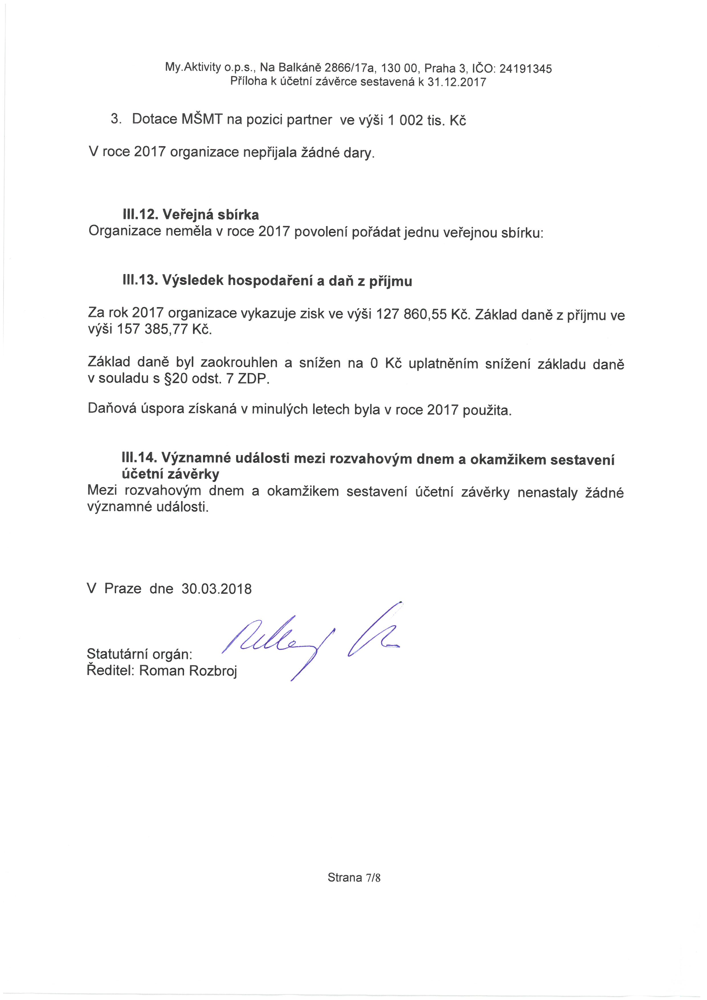 My.Aktivity o.p.s., Na Balkáně 2866/17a, 130 00, Praha 3, IČO: 24191345
Příloha k účetní závěrce sestavená k 31.12.2017
3. Dotace MŠMT na pozici partner ve výši 1 002 tis. Kč
V roce 2017 organizace nepřijala žádné dary.
III.12. Veřejná sbírka
Organizace neměla v roce 2017 povolení pořádat jednu veřejnou sbírku:
III.13. Výsledek hospodaření a daň z příjmu
Za rok 2017 organizace vykazuje zisk ve výši 127 860,55 Kč. Základ daně z příjmu ve
výši 157 385,77 Kč.
Základ daně byl zaokrouhlen a snížen na 0 Kč uplatněním snížení základu daně
v souladu s §20 odst. 7 ZDP.
Daňová úspora získaná v minulých letech byla v roce 2017 použita.
III.14. Významné události mezi rozvahovým dnem a okamžikem sestavení
účetní závěrky
Mezi rozvahovým dnem a okamžikem sestavení účetní závěrky nenastaly žádné
významné události.
V Praze dne 30.03.2018
Statutární orgán:
Ředitel: Roman Rozbroj
Strana 7/8